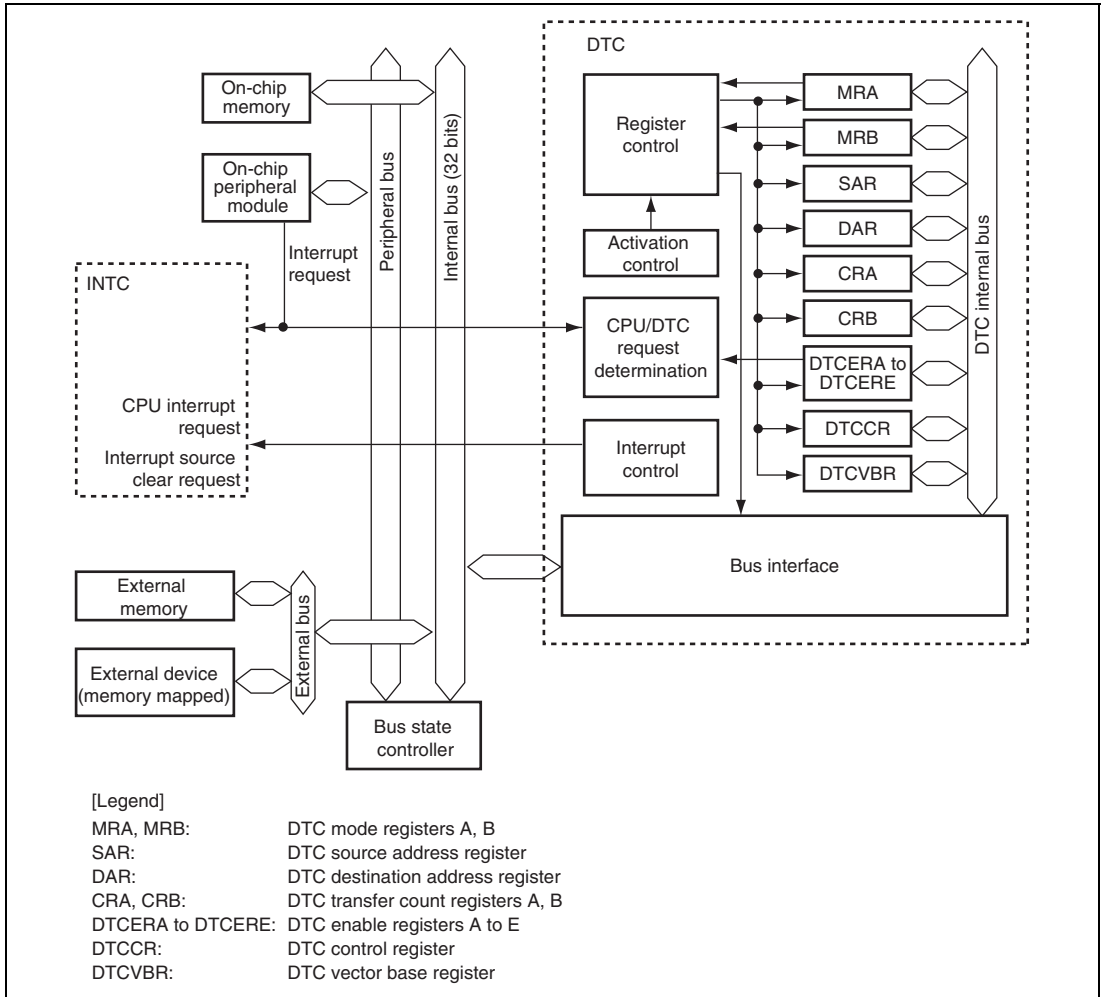 DTC
On-chip
memory
On-chip
peripheral
module
Interrupt
request
Peripheral bus
Internal bus (32 bits)
INTC
CPU interrupt
request
Interrupt source
clear request
Register
control
Activation
control
CPU/DTC
request
determination
Interrupt
control
MRA
MRB
SAR
DAR
CRA
CRB
DTCERA to
DTCERE
DTCCR
DTCVBR
DTC internal bus
Bus interface
External
memory
External device
(memory mapped)
External bus
Bus state
controller
[Legend]
MRA, MRB: DTC mode registers A, B
SAR: DTC source address register
DAR: DTC destination address register
CRA, CRB: DTC transfer count registers A, B
DTCERA to DTCERE: DTC enable registers A to E
DTCCR: DTC control register
DTCVBR: DTC vector base register